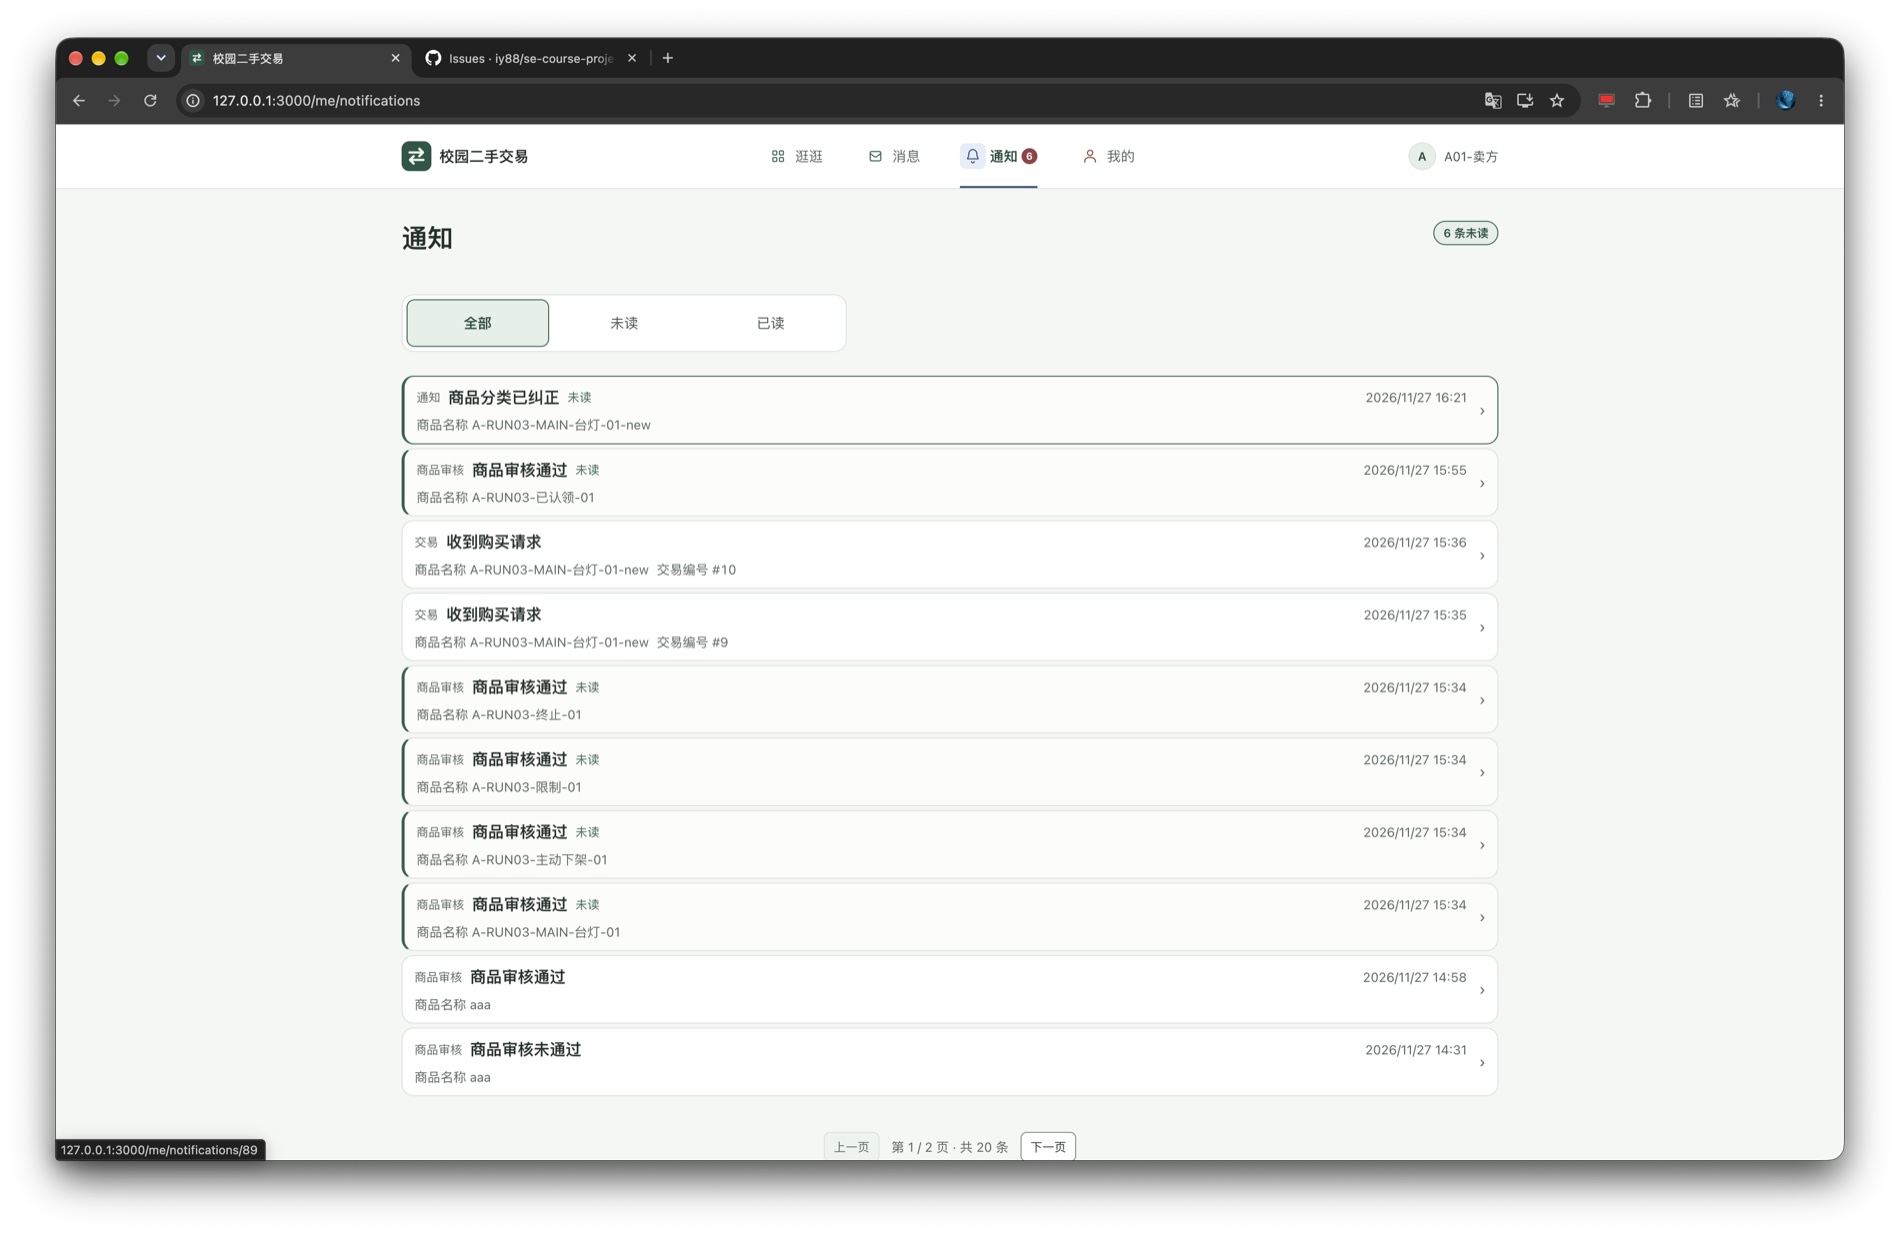 校园二手交易
Issues · iy88/se-course-proje
127.0.0.1:3000/me/notifications
校园二手交易
逛逛
消息
通知 6
我的
A A01-卖方
通知
6 条未读
全部
未读
已读
通知 商品分类已纠正 未读 2026/11/27 16:21
商品名称 A-RUN03-MAIN-台灯-01-new
商品审核 商品审核通过 未读 2026/11/27 15:55
商品名称 A-RUN03-已认领-01
交易 收到购买请求 2026/11/27 15:36
商品名称 A-RUN03-MAIN-台灯-01-new 交易编号 #10
交易 收到购买请求 2026/11/27 15:35
商品名称 A-RUN03-MAIN-台灯-01-new 交易编号 #9
商品审核 商品审核通过 未读 2026/11/27 15:34
商品名称 A-RUN03-终止-01
商品审核 商品审核通过 未读 2026/11/27 15:34
商品名称 A-RUN03-限制-01
商品审核 商品审核通过 未读 2026/11/27 15:34
商品名称 A-RUN03-主动下架-01
商品审核 商品审核通过 未读 2026/11/27 15:34
商品名称 A-RUN03-MAIN-台灯-01
商品审核 商品审核通过 2026/11/27 14:58
商品名称 aaa
商品审核 商品审核未通过 2026/11/27 14:31
商品名称 aaa
上一页 第 1 / 2 页 · 共 20 条 下一页
127.0.0.1:3000/me/notifications/89